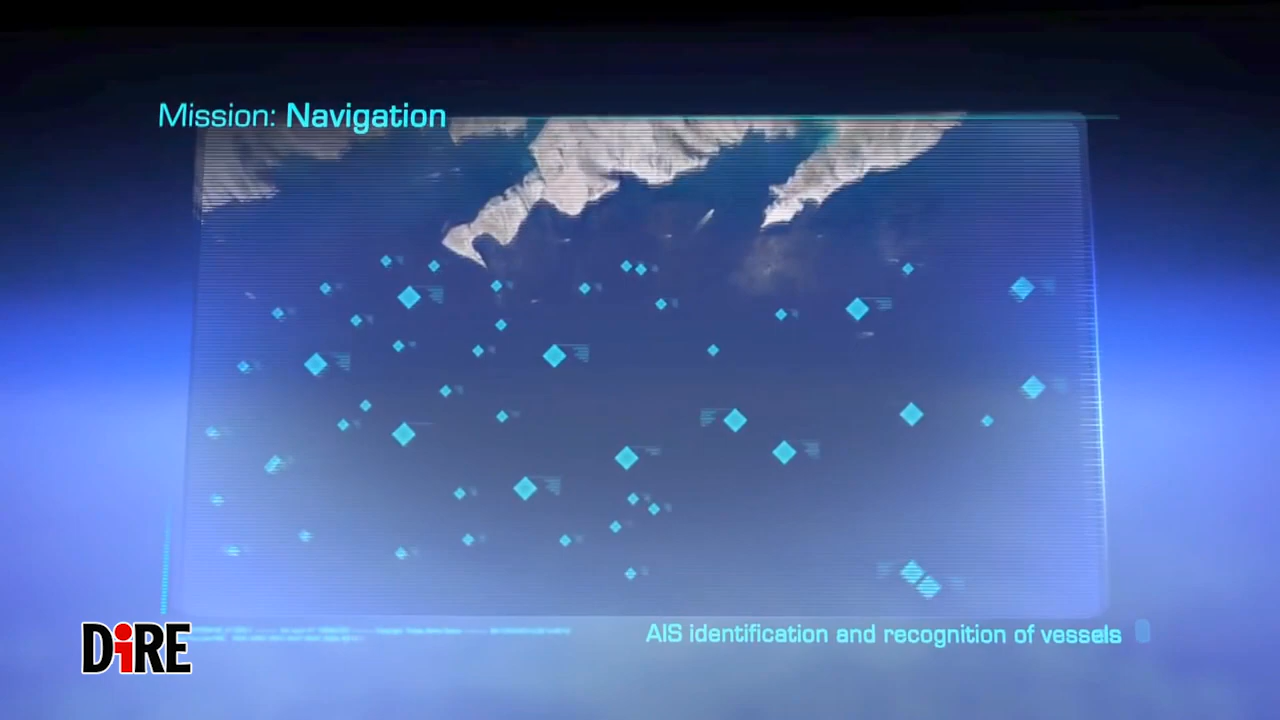 Mission: Navigation
AIS identification and recognition of vessels
DiRE